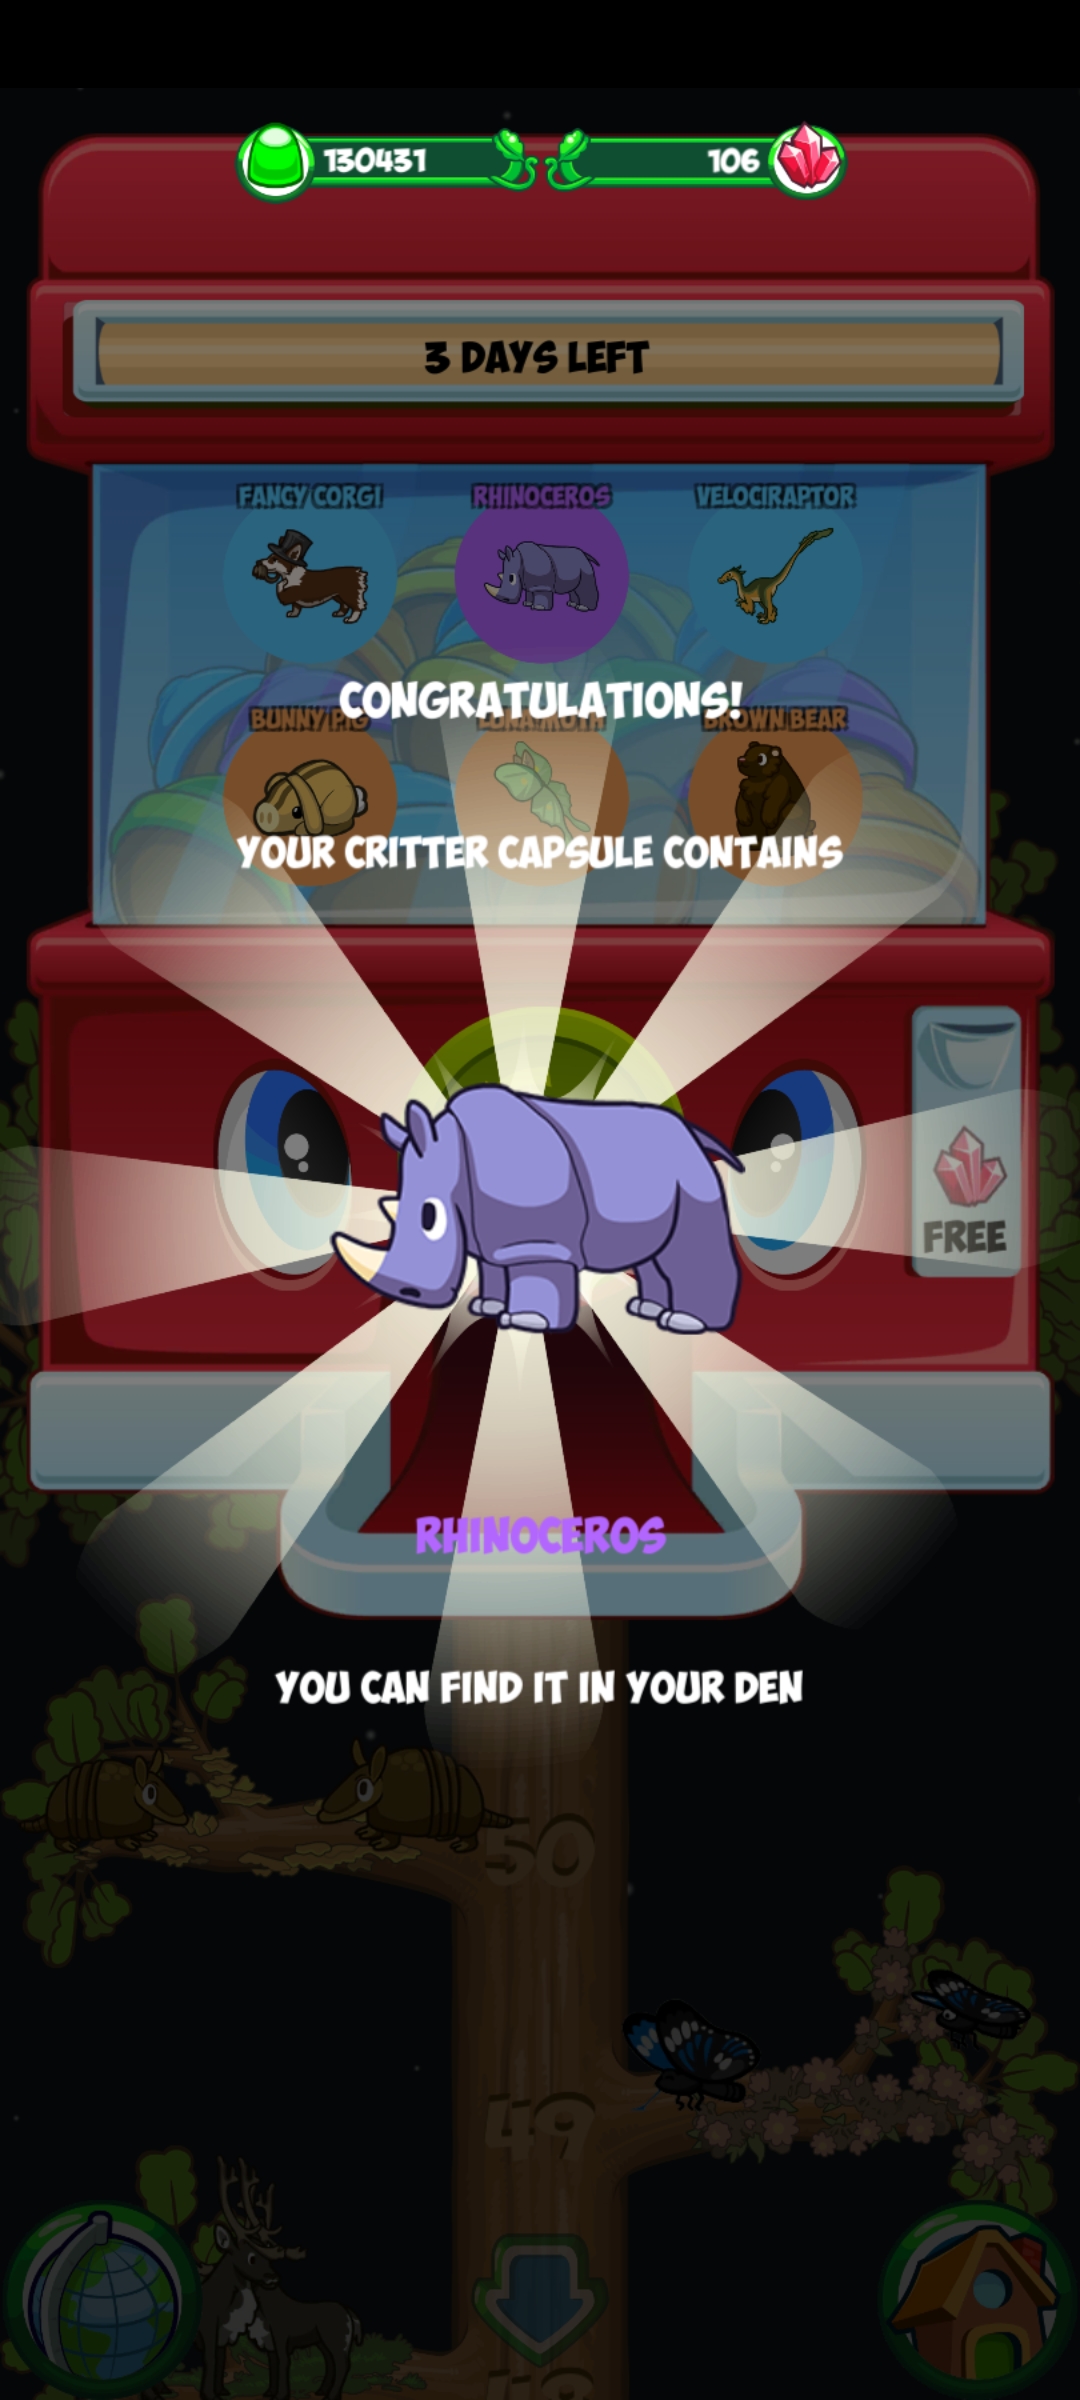 130431
106
3 DAYS LEFT
FANCY CORGI
RHINOCEROS
VELOCIRAPTOR
CONGRATULATIONS!
BUNNY PIG
BROWN BEAR
YOUR CRITTER CAPSULE CONTAINS
FREE
RHINOCEROS
YOU CAN FIND IT IN YOUR DEN
50
49